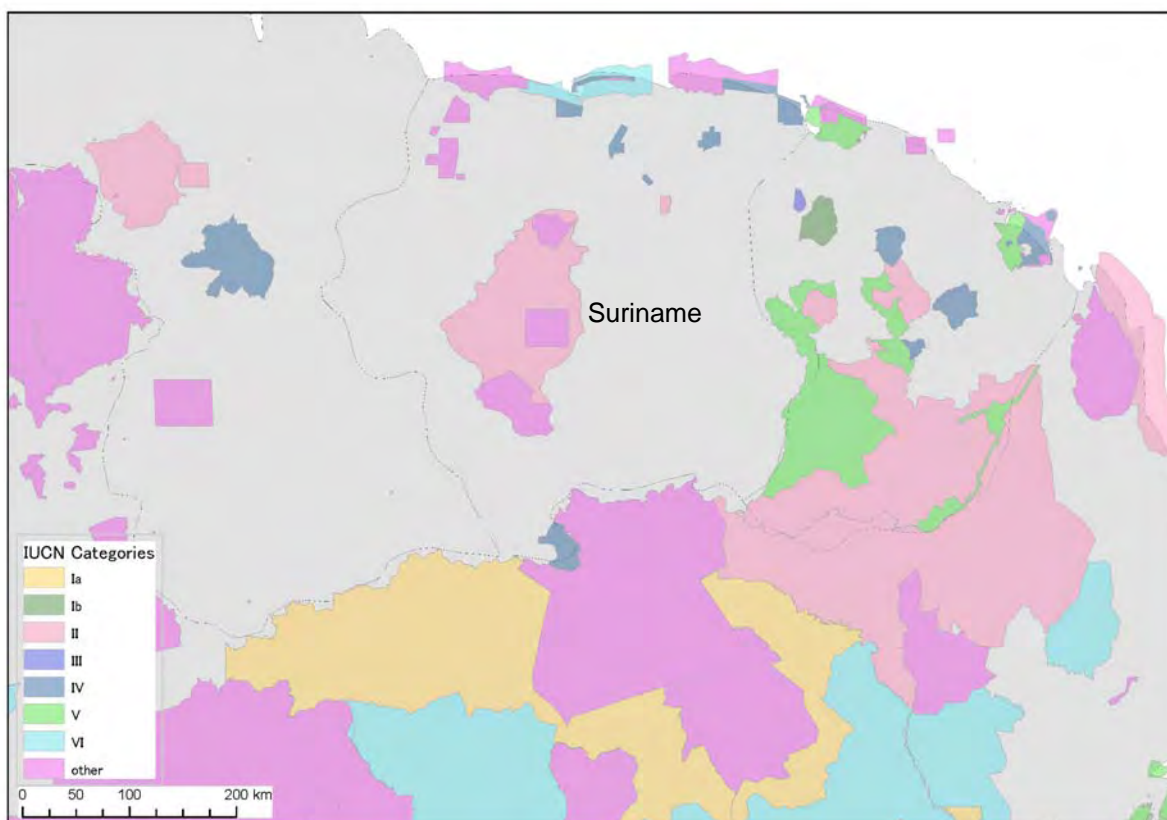 Suriname
IUCN Categories
Ia
Ib
II
III
IV
V
VI
other
0 50 100 200 km